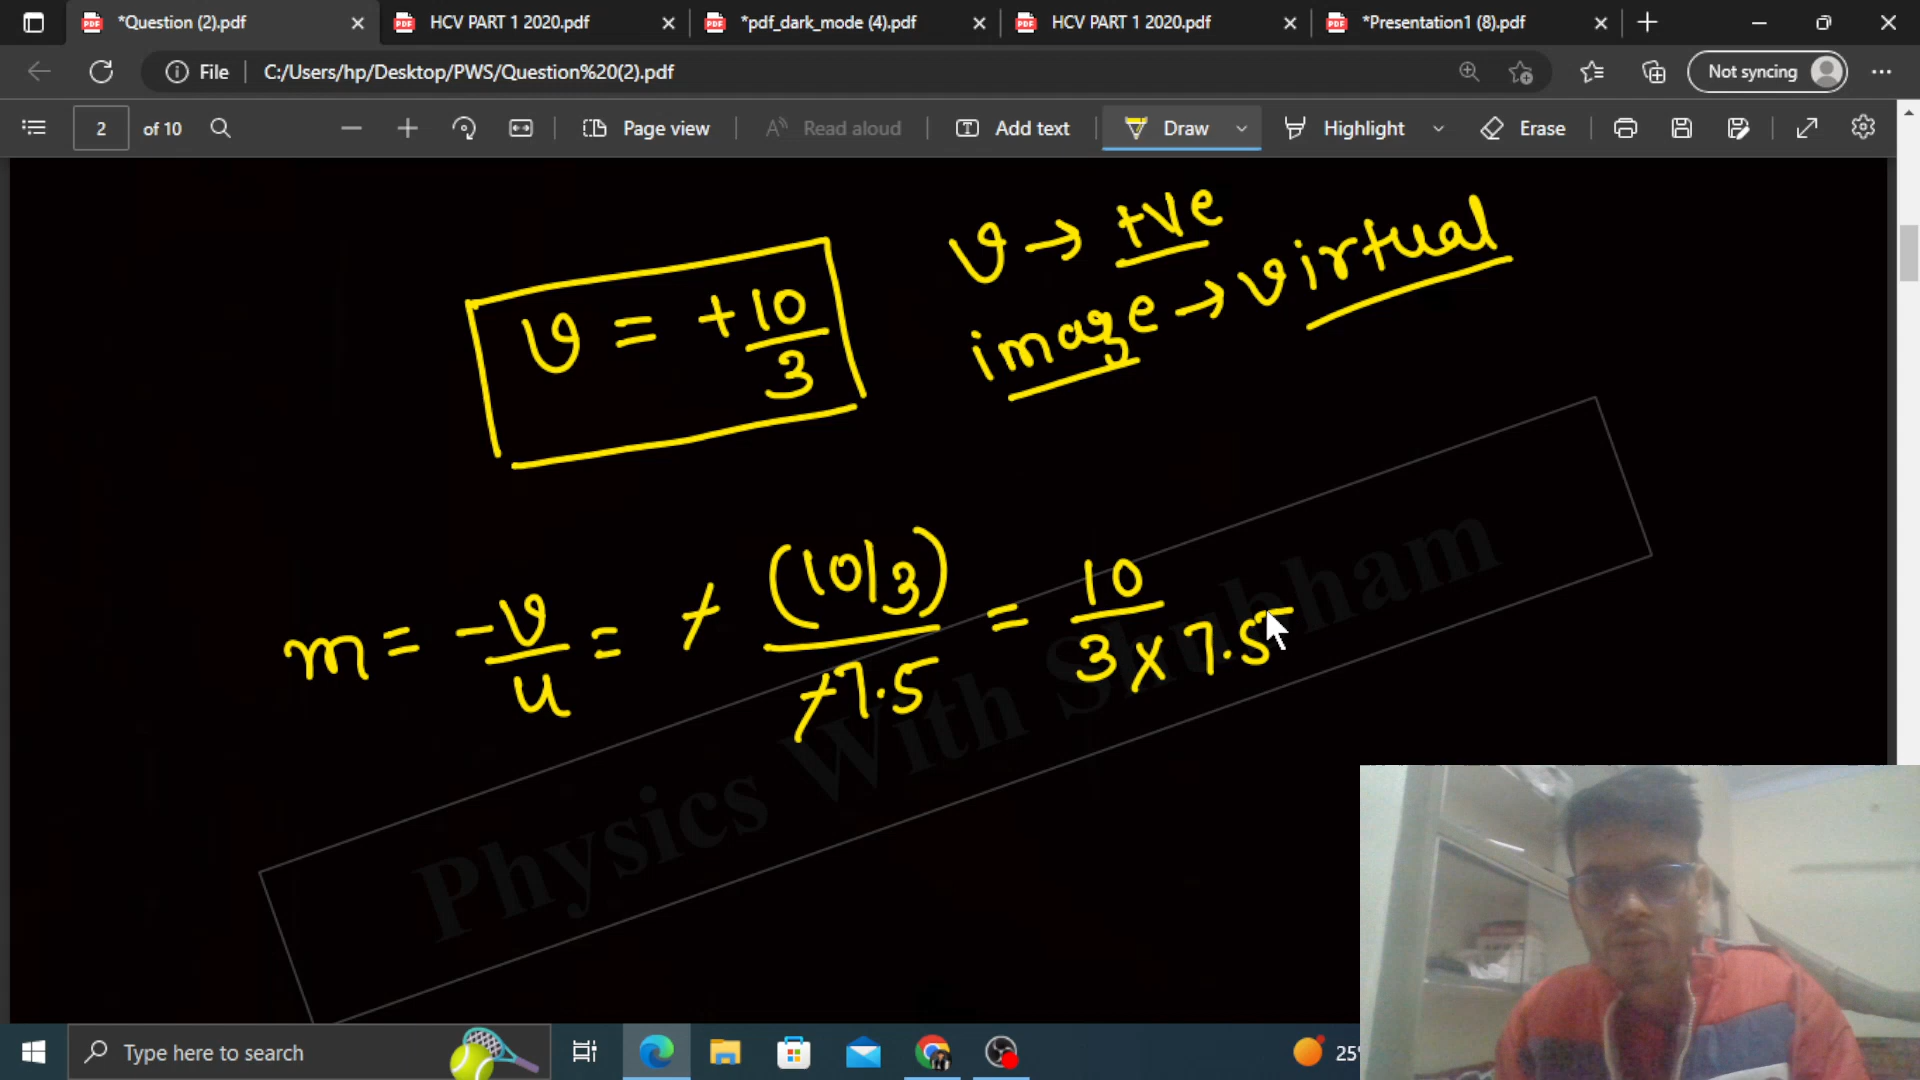 *Question (2).pdf
HCV PART 1 2020.pdf
*pdf_dark_mode (4).pdf
HCV PART 1 2020.pdf
*Presentation1 (8).pdf
File
C:/Users/hp/Desktop/PWS/Question%20(2).pdf
Not syncing
2 of 10
Page view
Read aloud
Add text
Draw
Highlight
Erase
v → +ve
image → virtual
v = +10/3
m = -v/u = - (10/3)/-7.5 = 10/3 x 7.5
Physics With Shubham
Type here to search
25°